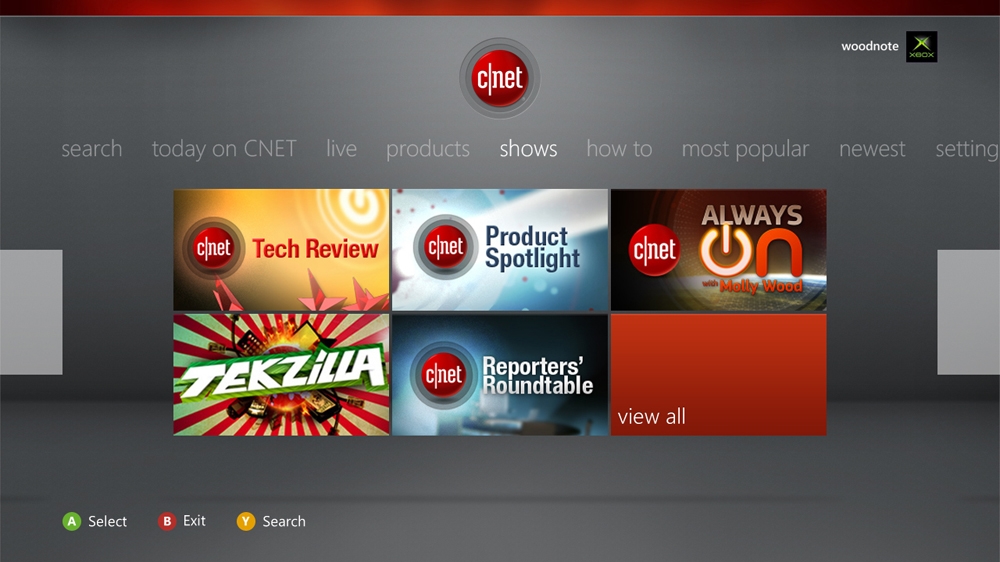 woodnote
XBOX
c|net
search today on CNET live products shows how to most popular newest setting
c|net Tech Review
c|net Product
Spotlight
c|net ALWAYS
ON
with Molly Wood
TEKZILLA
c|net Reporters'
Roundtable
view all
A Select B Exit Y Search